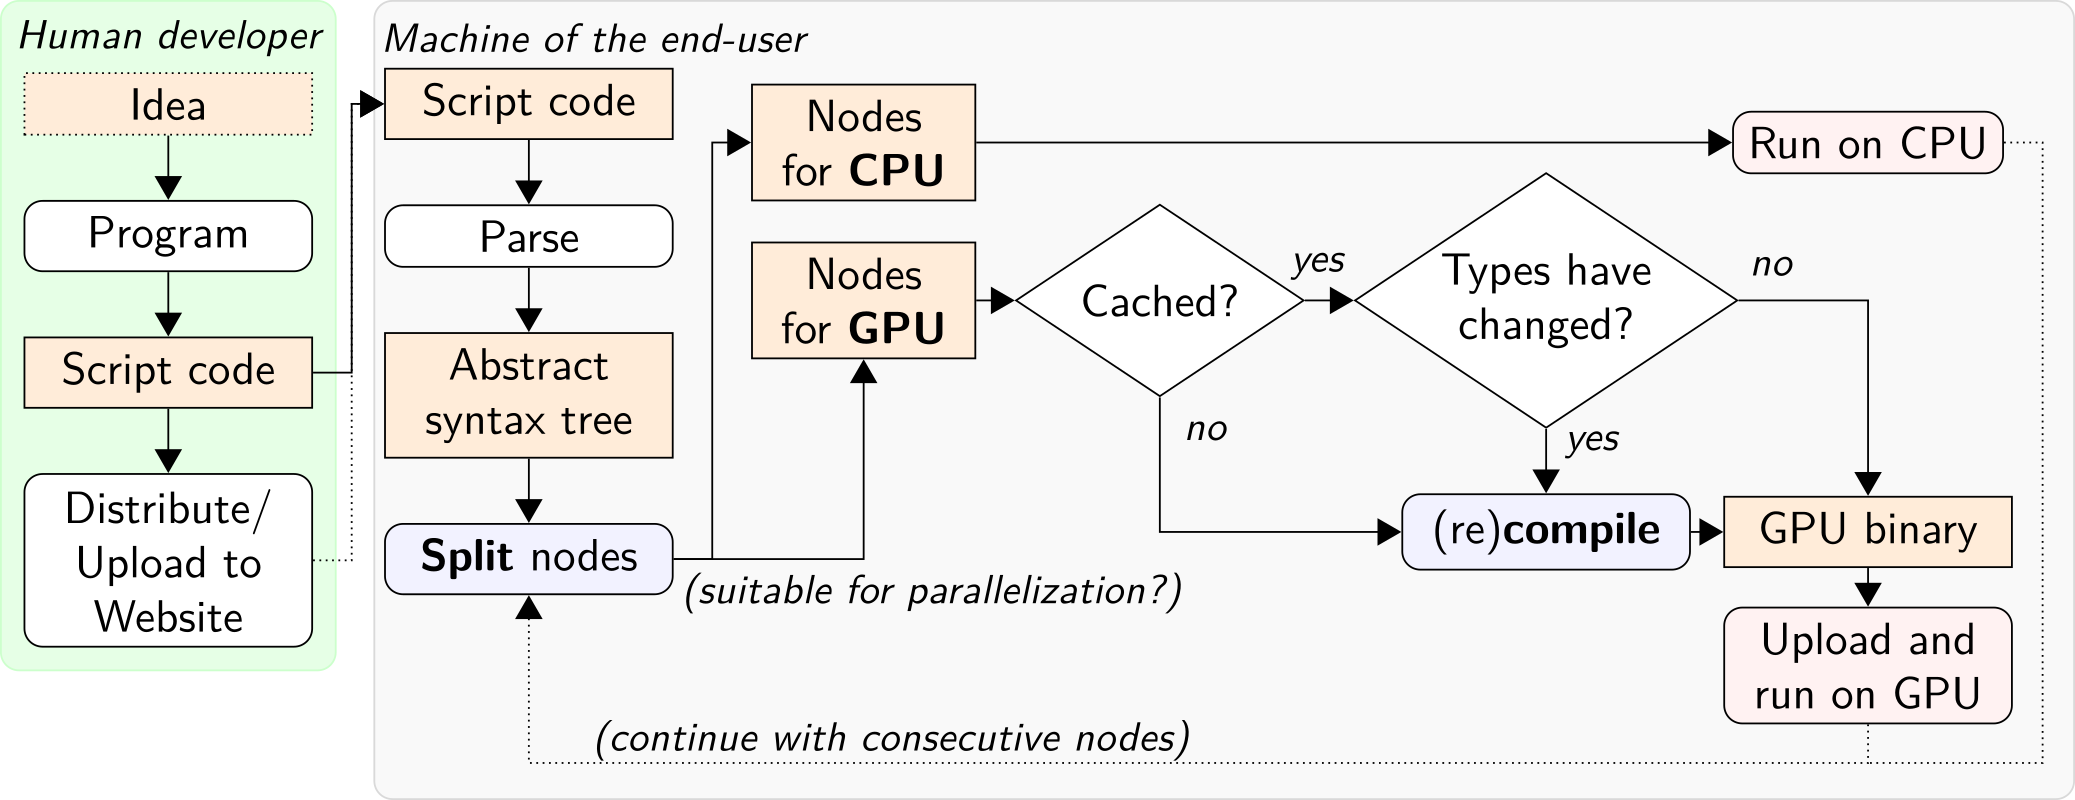 Human developer
Idea
Program
Script code
Distribute/
Upload to
Website
Machine of the end-user
Script code
Parse
Abstract
syntax tree
Split nodes
(suitable for parallelization?)
Nodes
for CPU
Run on CPU
Nodes
for GPU
Cached?
yes
no
Types have
changed?
no
yes
(re)compile
GPU binary
Upload and
run on GPU
(continue with consecutive nodes)